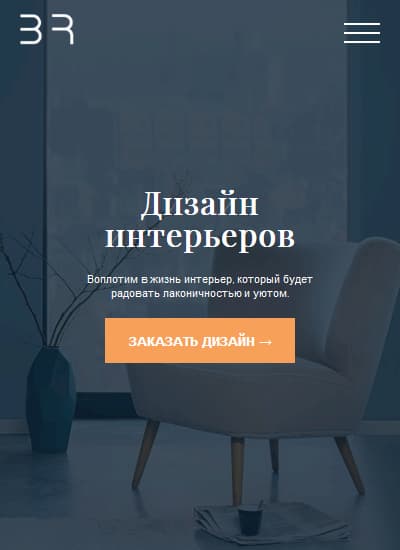 BR
Дизайн
интерьеров
Воплотим в жизнь интерьер, который будет
радовать лаконичностью и уютом.
ЗАКАЗАТЬ ДИЗАЙН →